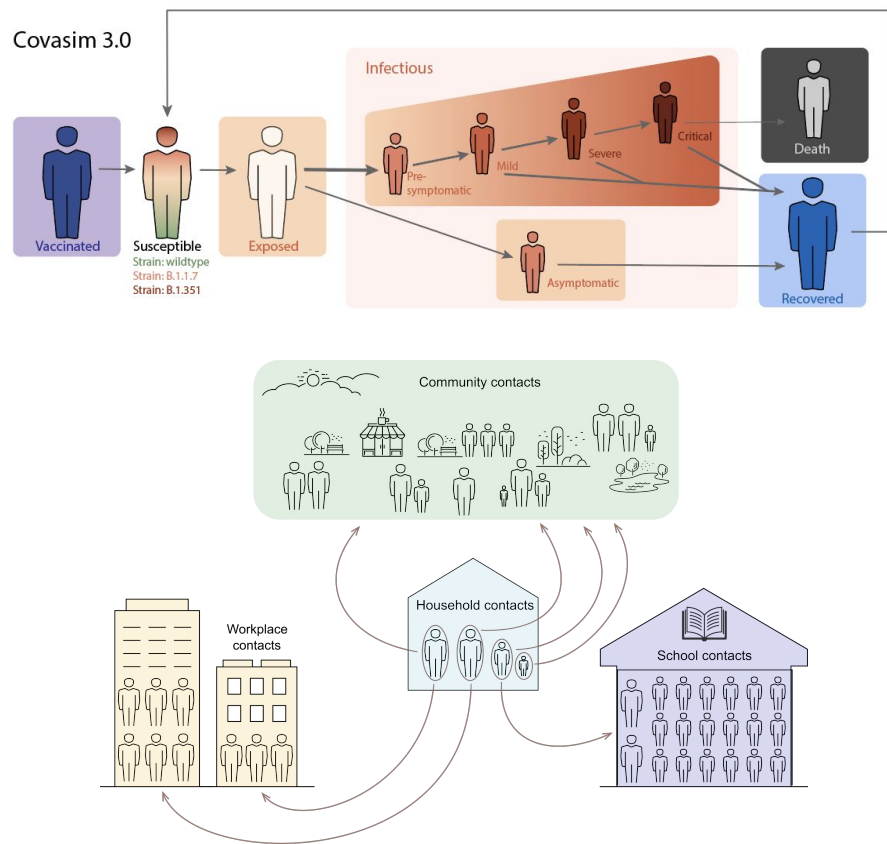 Covasim 3.0
Infectious
Death
Critical
Severe
Mild
Pre-
symptomatic
Vaccinated
Susceptible
Exposed
Strain: wildtype
Strain: B.1.1.7
Strain: B.1.351
Asymptomatic
Recovered
Community contacts
Household contacts
Workplace
contacts
School contacts